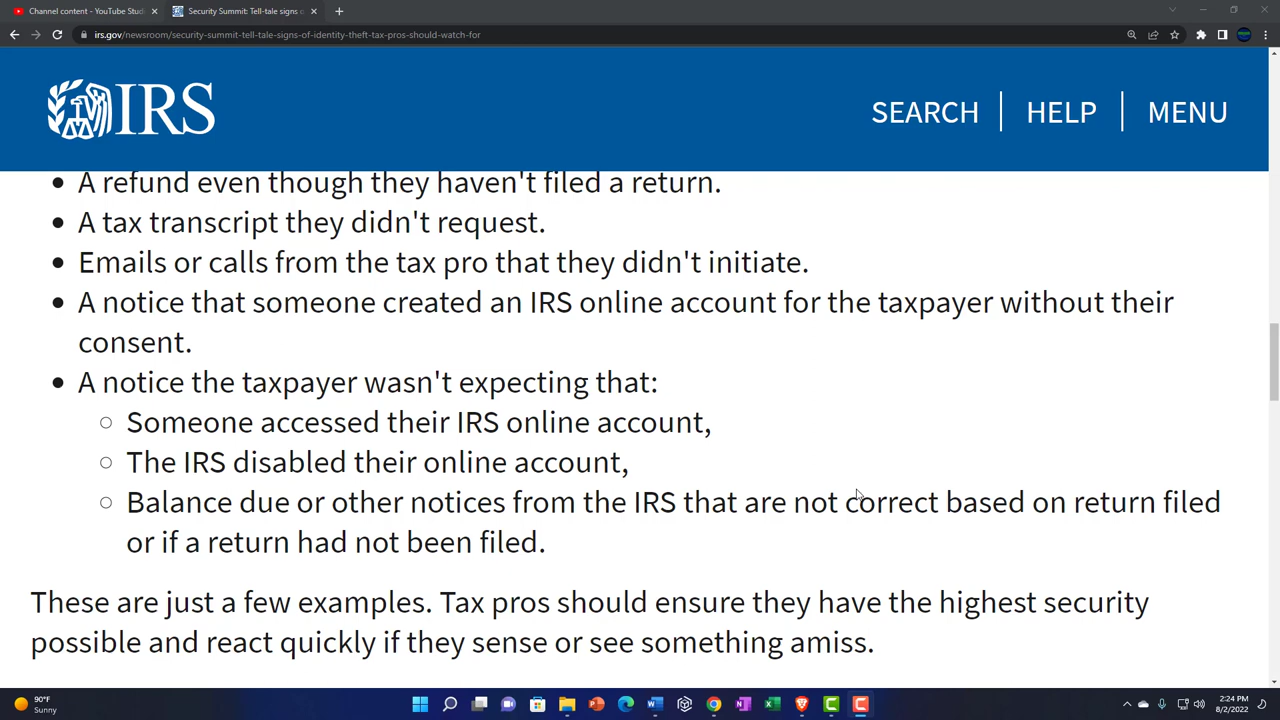 Channel content - YouTube Stud
Security Summit: Tell-tale signs o
irs.gov/newsroom/security-summit-tell-tale-signs-of-identity-theft-tax-pros-should-watch-for
IRS
SEARCH
HELP
MENU
A refund even though they haven't filed a return.
A tax transcript they didn't request.
Emails or calls from the tax pro that they didn't initiate.
A notice that someone created an IRS online account for the taxpayer without their
consent.
A notice the taxpayer wasn't expecting that:
Someone accessed their IRS online account,
The IRS disabled their online account,
Balance due or other notices from the IRS that are not correct based on return filed
or if a return had not been filed.
These are just a few examples. Tax pros should ensure they have the highest security
possible and react quickly if they sense or see something amiss.
90°F
Sunny
2:24 PM
8/2/2022